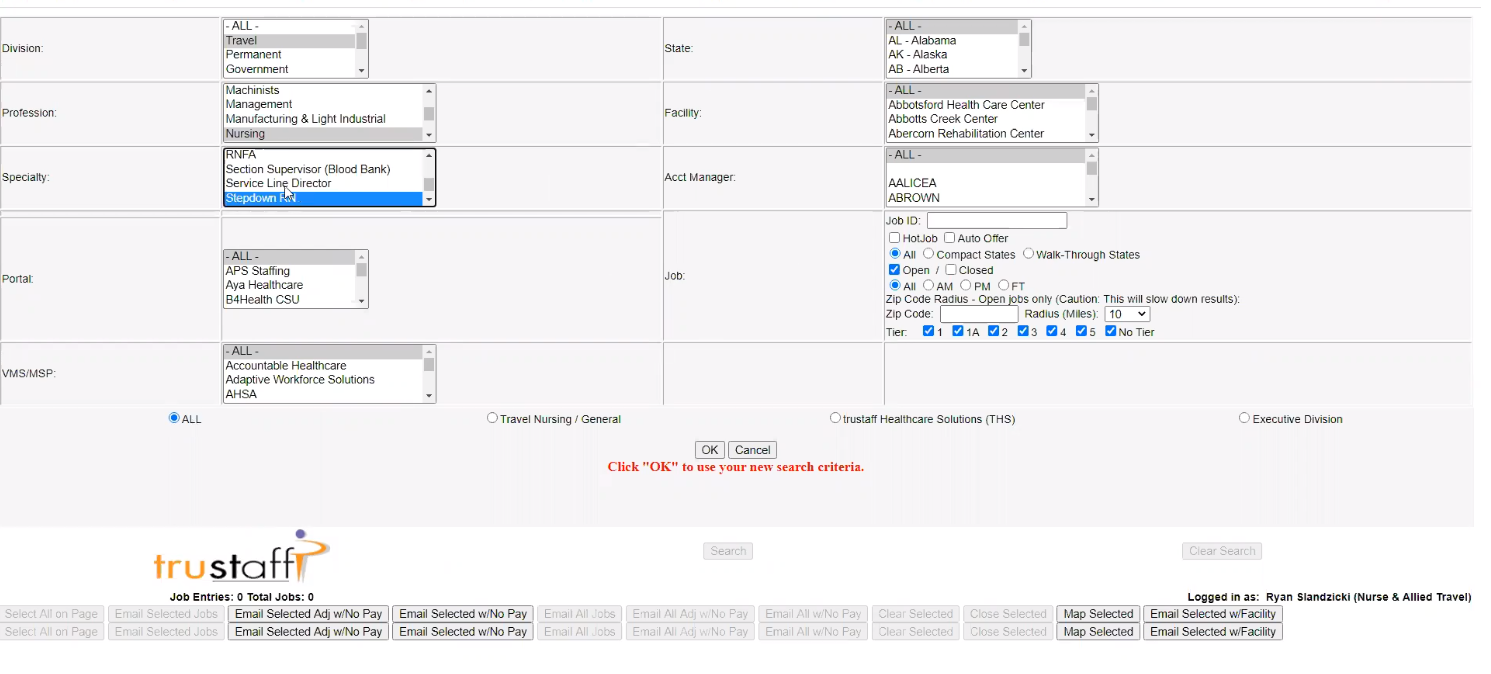 Division:
- ALL -
Travel
Permanent
Government
State:
- ALL -
AL - Alabama
AK - Alaska
AB - Alberta
Profession:
Machinists
Management
Manufacturing & Light Industrial
Nursing
Facility:
- ALL -
Abbotsford Health Care Center
Abbotts Creek Center
Abercorn Rehabilitation Center
Specialty:
RNFA
Section Supervisor (Blood Bank)
Service Line Director
Stepdown RN
Acct Manager:
- ALL -
AALICEA
ABROWN
Portal:
- ALL -
APS Staffing
Aya Healthcare
B4Health CSU
Job:
Job ID:
HotJob Auto Offer
All Compact States Walk-Through States
Open / Closed
All AM PM FT
Zip Code Radius - Open jobs only (Caution: This will slow down results):
Zip Code: Radius (Miles): 10
Tier: 1 1A 2 3 4 5 No Tier
VMS/MSP:
- ALL -
Accountable Healthcare
Adaptive Workforce Solutions
AHSA
ALL Travel Nursing / General trustaff Healthcare Solutions (THS) Executive Division
OK Cancel
Click "OK" to use your new search criteria.
trustaff
Search Clear Search
Job Entries: 0 Total Jobs: 0
Logged in as: Ryan Slandzicki (Nurse & Allied Travel)
Select All on Page Email Selected Jobs Email Selected Adj w/No Pay Email Selected w/No Pay Email All Jobs Email All Adj w/No Pay Email All w/No Pay Clear Selected Close Selected Map Selected Email Selected w/Facility
Select All on Page Email Selected Jobs Email Selected Adj w/No Pay Email Selected w/No Pay Email All Jobs Email All Adj w/No Pay Email All w/No Pay Clear Selected Close Selected Map Selected Email Selected w/Facility